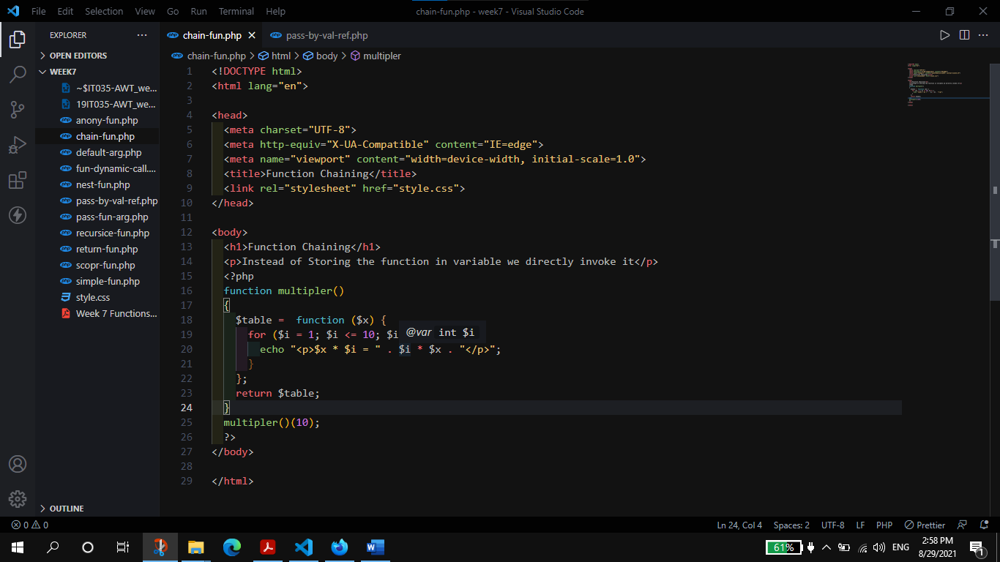 File Edit Selection View Go Run Terminal Help
chain-fun.php - week7 - Visual Studio Code
EXPLORER
OPEN EDITORS
WEEK7
~$IT035-AWT_we...
19IT035-AWT_we...
anony-fun.php
chain-fun.php
default-arg.php
fun-dynamic-call....
nest-fun.php
pass-by-val-ref.php
pass-fun-arg.php
recursice-fun.php
return-fun.php
scopr-fun.php
simple-fun.php
style.css
Week 7 Functions...
OUTLINE
chain-fun.php pass-by-val-ref.php
chain-fun.php > html > body > multipler
1 <!DOCTYPE html>
2 <html lang="en">
3
4 <head>
5 <meta charset="UTF-8">
6 <meta http-equiv="X-UA-Compatible" content="IE=edge">
7 <meta name="viewport" content="width=device-width, initial-scale=1.0">
8 <title>Function Chaining</title>
9 <link rel="stylesheet" href="style.css">
10 </head>
11
12 <body>
13 <h1>Function Chaining</h1>
14 <p>Instead of Storing the function in variable we directly invoke it</p>
15 <?php
16 function multipler()
17 {
18 $table = function ($x) {
19 for ($i = 1; $i <= 10; $i
@var int $i
20 echo "<p>$x * $i = " . $i * $x . "</p>";
21 }
22 };
23 return $table;
24 }
25 multipler()(10);
26 ?>
27 </body>
28
29 </html>
0 0
Ln 24, Col 4 Spaces: 2 UTF-8 LF PHP Prettier
61% ENG 2:58 PM
8/29/2021
1